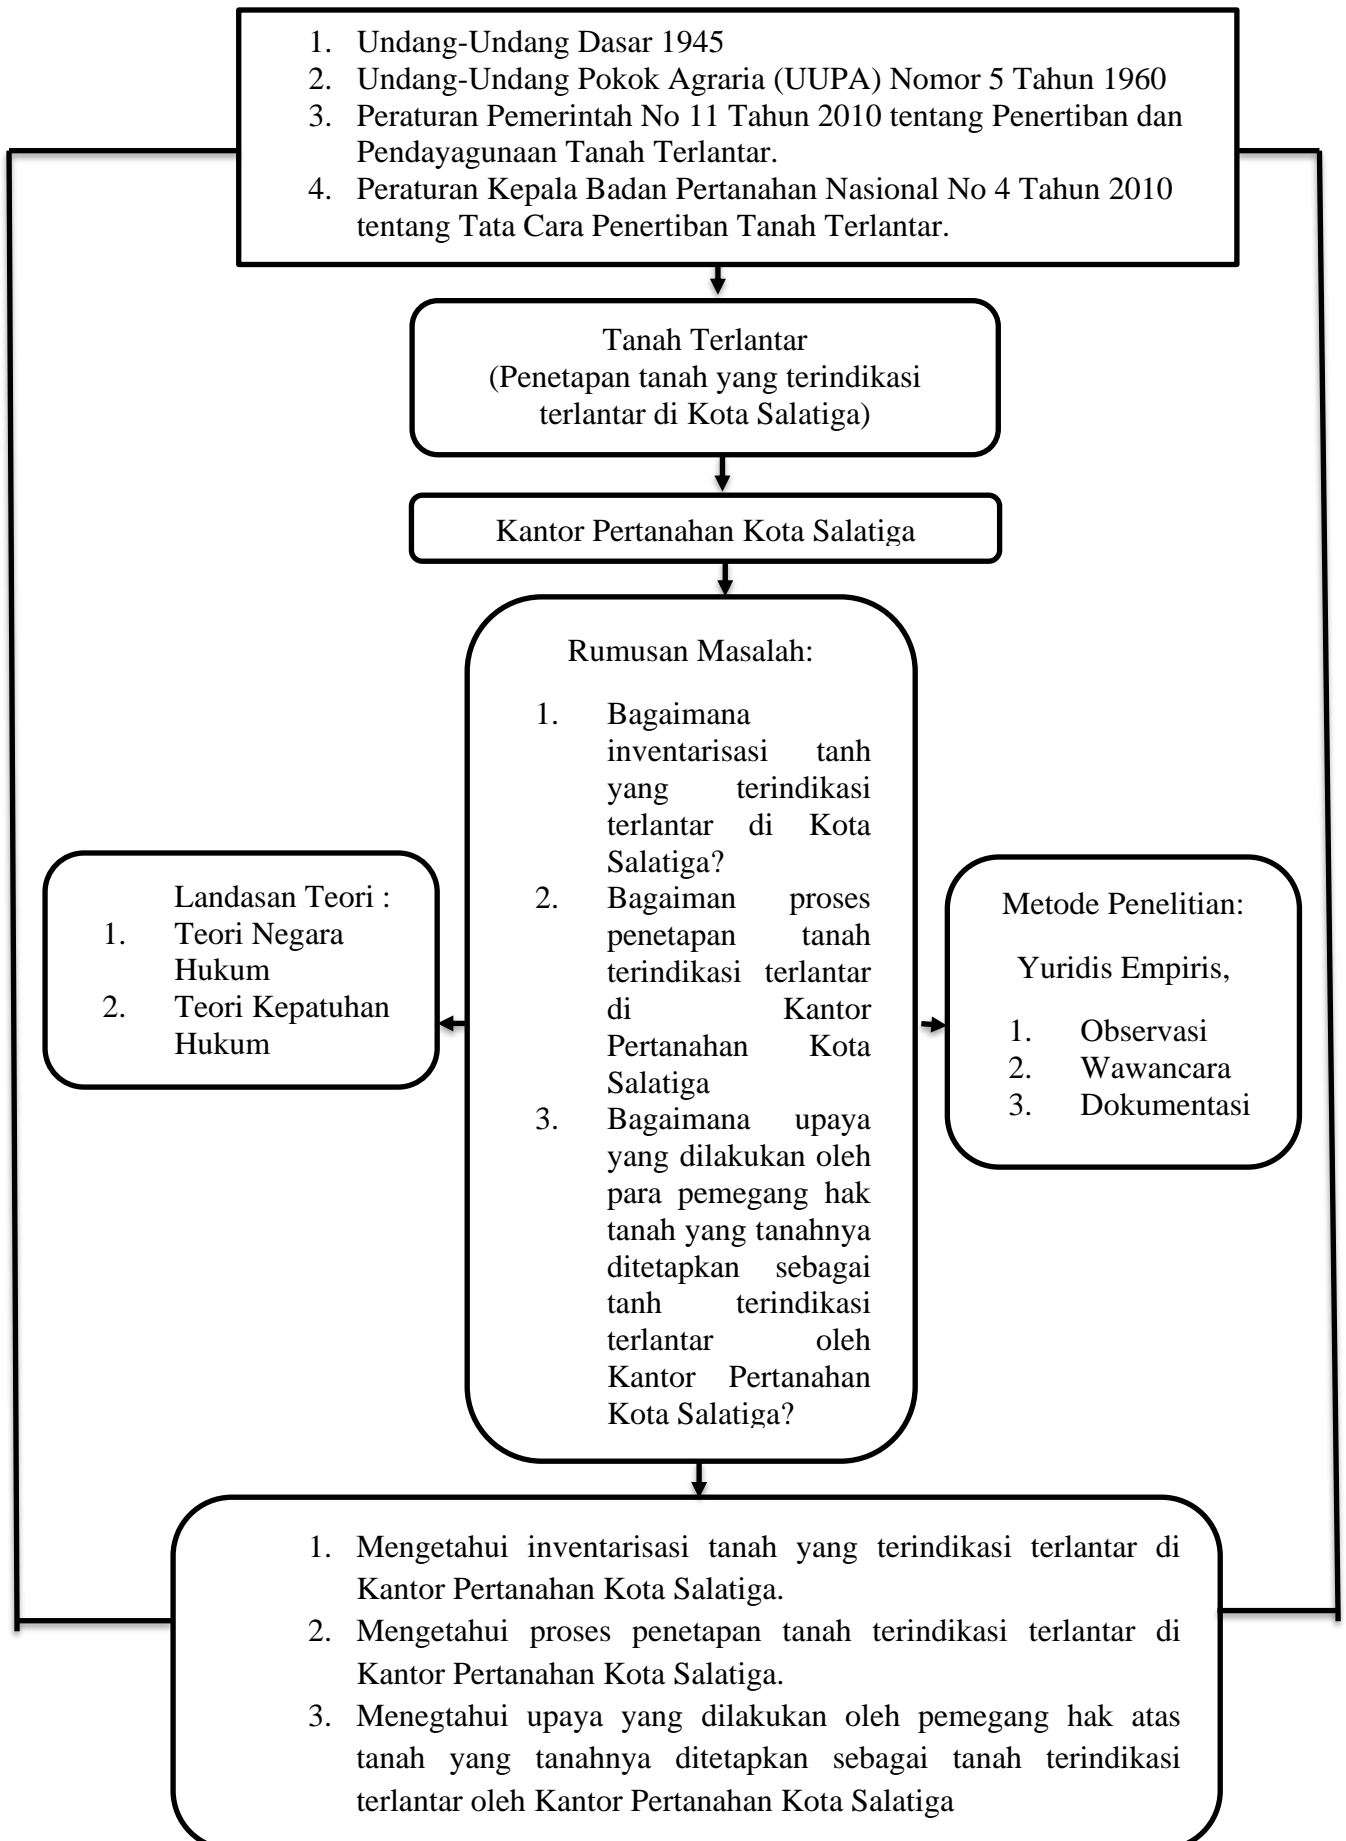 1. Undang-Undang Dasar 1945
2. Undang-Undang Pokok Agraria (UUPA) Nomor 5 Tahun 1960
3. Peraturan Pemerintah No 11 Tahun 2010 tentang Penertiban dan
Pendayagunaan Tanah Terlantar.
4. Peraturan Kepala Badan Pertanahan Nasional No 4 Tahun 2010
tentang Tata Cara Penertiban Tanah Terlantar.
Tanah Terlantar
(Penetapan tanah yang terindikasi
terlantar di Kota Salatiga)
Kantor Pertanahan Kota Salatiga
Rumusan Masalah:
1. Bagaimana
inventarisasi tanh
yang terindikasi
terlantar di Kota
Salatiga?
2. Bagaiman proses
penetapan tanah
terindikasi terlantar
di Kantor
Pertanahan Kota
Salatiga
3. Bagaimana upaya
yang dilakukan oleh
para pemegang hak
tanah yang tanahnya
ditetapkan sebagai
tanh terindikasi
terlantar oleh
Kantor Pertanahan
Kota Salatiga?
Landasan Teori :
1. Teori Negara
Hukum
2. Teori Kepatuhan
Hukum
Metode Penelitian:
Yuridis Empiris,
1. Observasi
2. Wawancara
3. Dokumentasi
1. Mengetahui inventarisasi tanah yang terindikasi terlantar di
Kantor Pertanahan Kota Salatiga.
2. Mengetahui proses penetapan tanah terindikasi terlantar di
Kantor Pertanahan Kota Salatiga.
3. Menegtahui upaya yang dilakukan oleh pemegang hak atas
tanah yang tanahnya ditetapkan sebagai tanah terindikasi
terlantar oleh Kantor Pertanahan Kota Salatiga